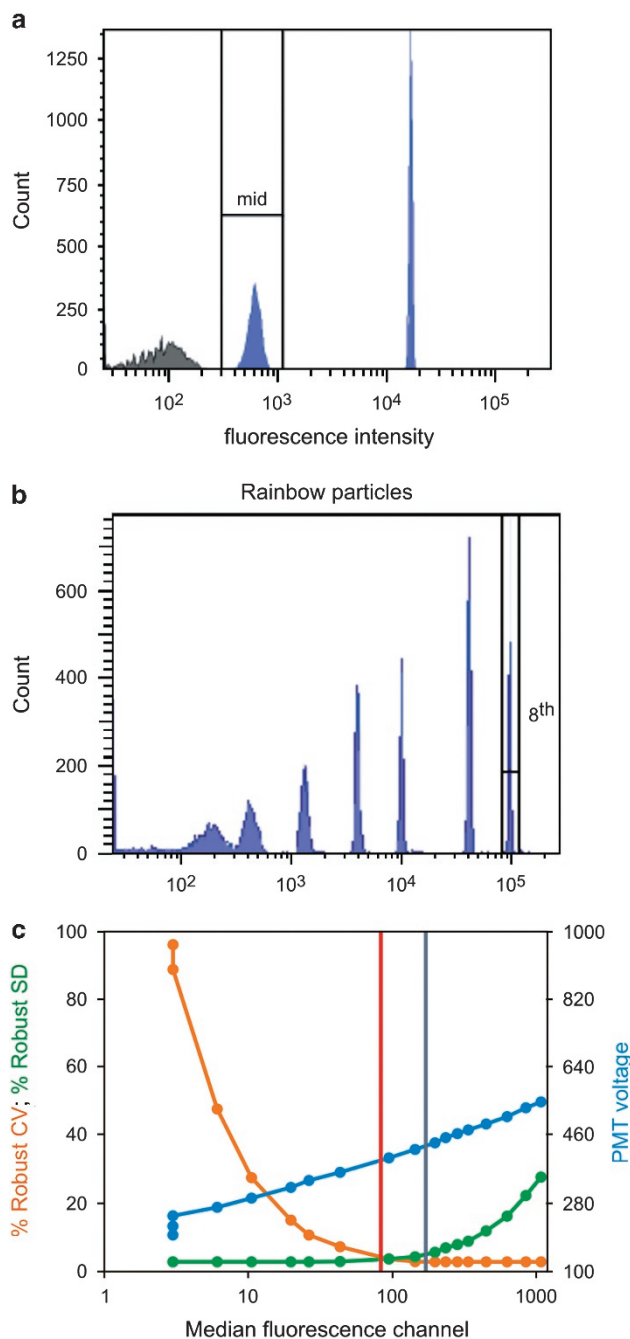 a
1250
1000
750
500
250
0
Count
mid
10²
10³
10⁴
10⁵
fluorescence intensity
b
Rainbow particles
600
400
200
0
Count
8th
10²
10³
10⁴
10⁵
c
100
80
60
40
20
0
% Robust CV; % Robust SD
1000
820
640
460
280
100
PMT voltage
1
10
100
1000
Median fluorescence channel